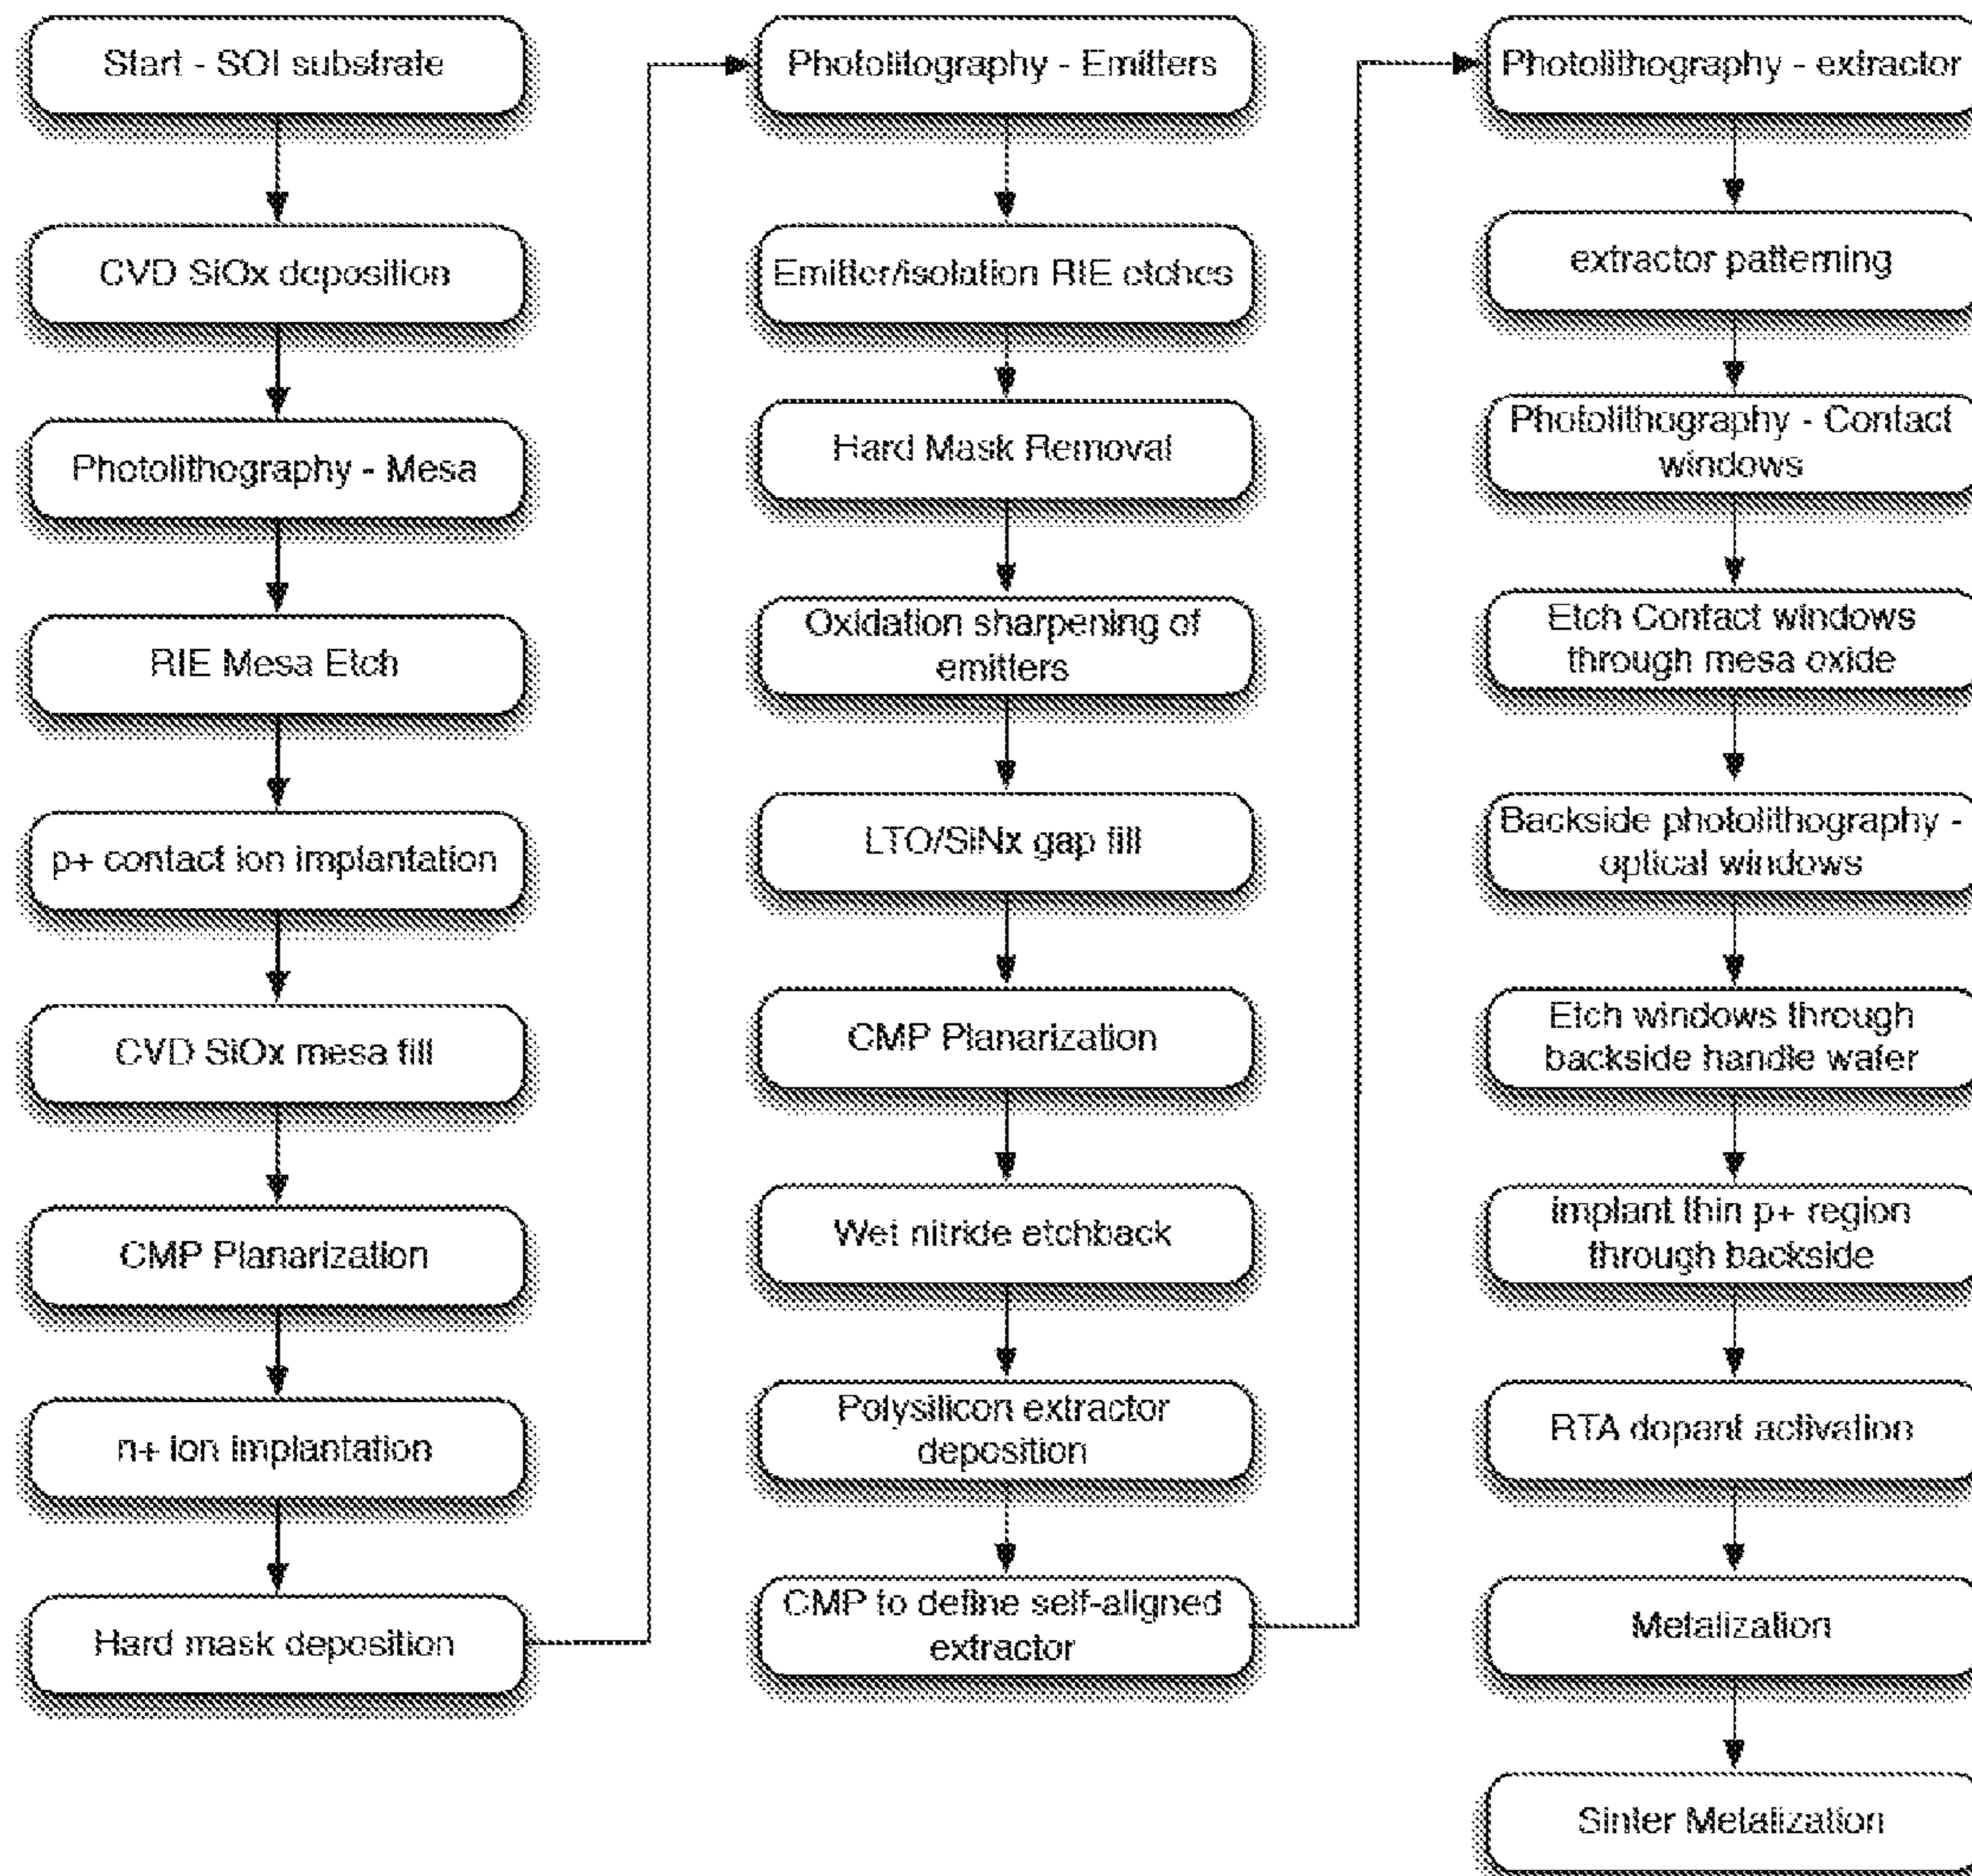 Start - SOI substrate
CVD SiOx deposition
Photolithography - Mesa
RIE Mesa Etch
p+ contact ion implantation
CVD SiOx mesa fill
CMP Planarization
n+ ion implantation
Hard mask deposition
Photolitography - Emitters
Emitter/isolation RIE etches
Hard Mask Removal
Oxidation sharpening of
emitters
LTO/SiNx gap fill
CMP Planarization
Wet nitride etchback
Polysilicon extractor
deposition
CMP to define self-aligned
extractor
Photolithography - extractor
extractor patterning
Photolithography - Contact
windows
Etch Contact windows
through mesa oxide
Backside photolithography -
optical windows
Etch windows through
backside handle wafer
implant thin p+ region
through backside
RTA dopant activation
Metalization
Sinter Metalization